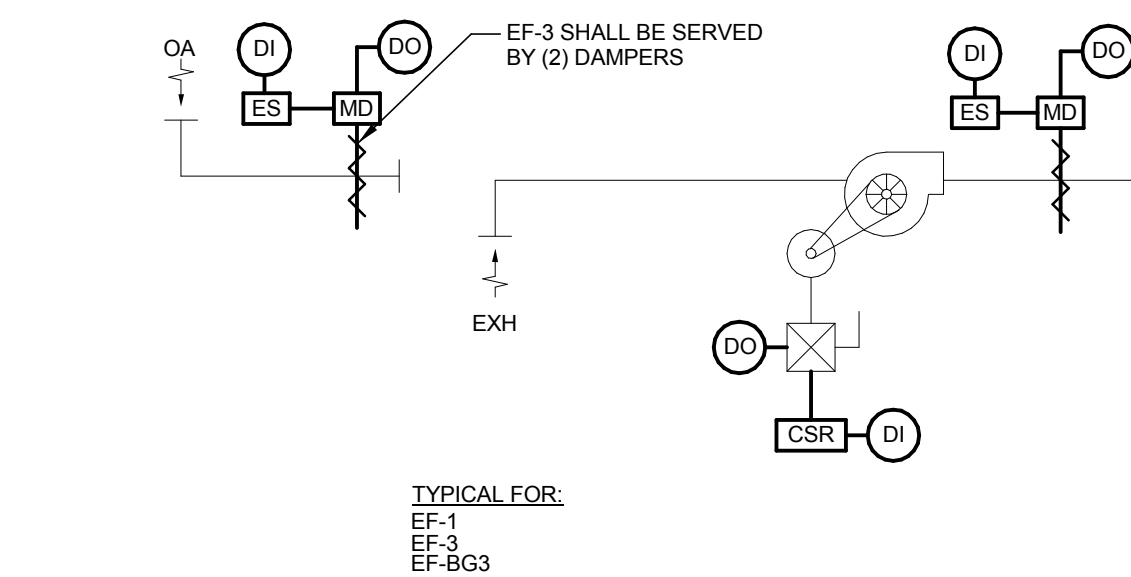 OA
DI
DO
EF-3 SHALL BE SERVED
BY (2) DAMPERS
ES
MD
DI
DO
ES
MD
EXH
DO
CSR
DI
TYPICAL FOR:
EF-1
EF-3
EF-BG3